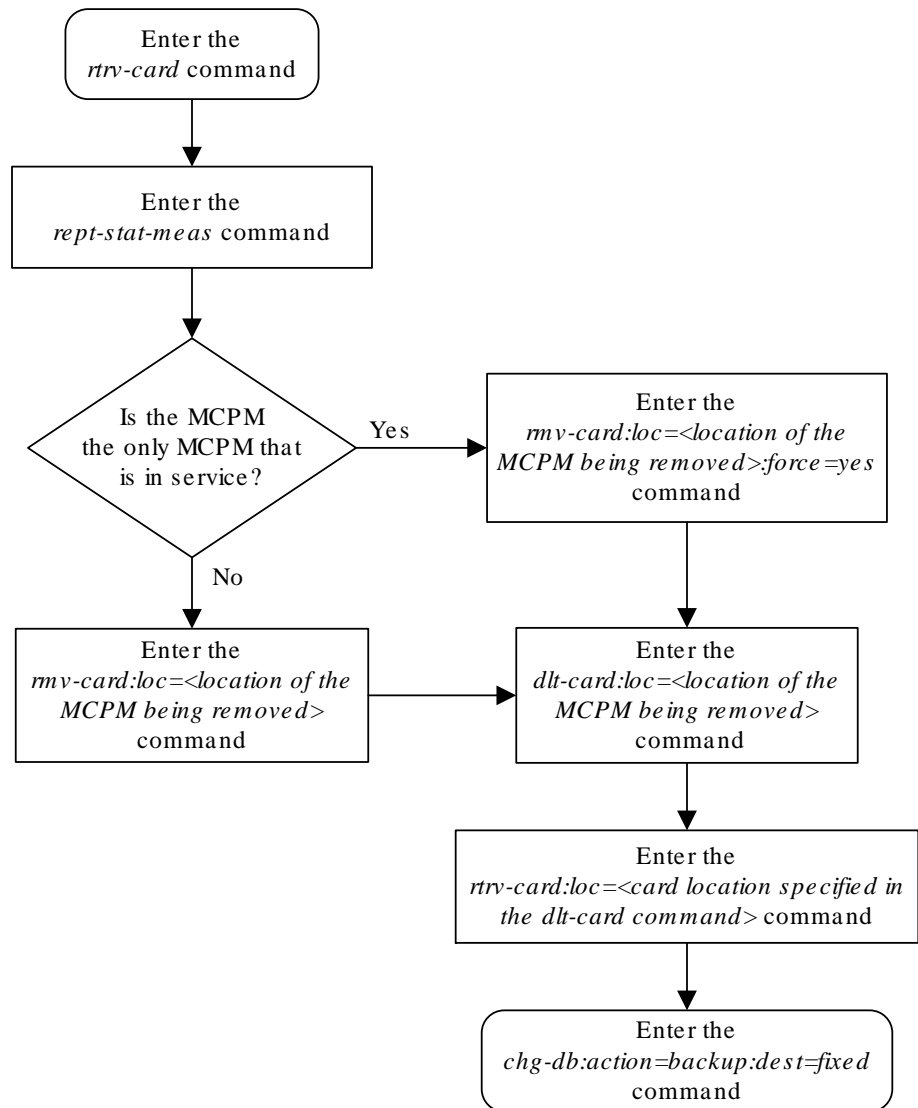 Enter the
rtrv-card command
Enter the
rept-stat-meas command
Is the MCPM
the only MCPM that
is in service?
Yes
Enter the
rmv-card:loc=<location of the
MCPM being removed>:force=yes
command
No
Enter the
rmv-card:loc=<location of the
MCPM being removed>
command
Enter the
dlt-card:loc=<location of the
MCPM being removed>
command
Enter the
rtrv-card:loc=<card location specified in
the dlt-card command> command
Enter the
chg-db:action=backup:dest=fixed
command